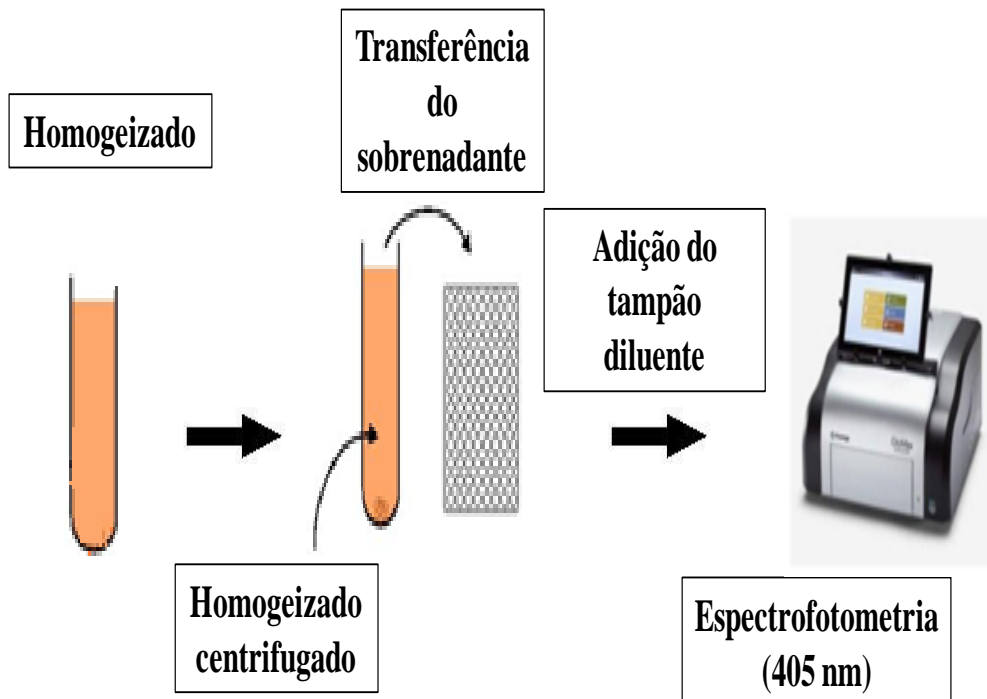 Homogeizado
Transferência
do
sobrenadante
Adição do
tampão
diluente
Homogeizado
centrifugado
Espectrofotometria
(405 nm)